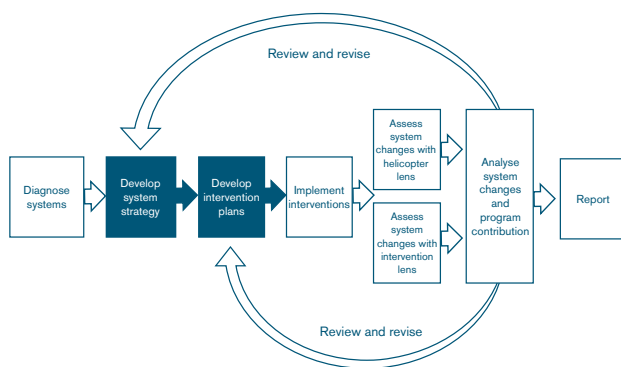 Review and revise
Diagnose
systems
Develop
system
strategy
Develop
intervention
plans
Implement
interventions
Assess
system
changes with
helicopter
lens
Assess
system
changes with
intervention
lens
Analyse
system
changes
and
program
contribution
Report
Review and revise